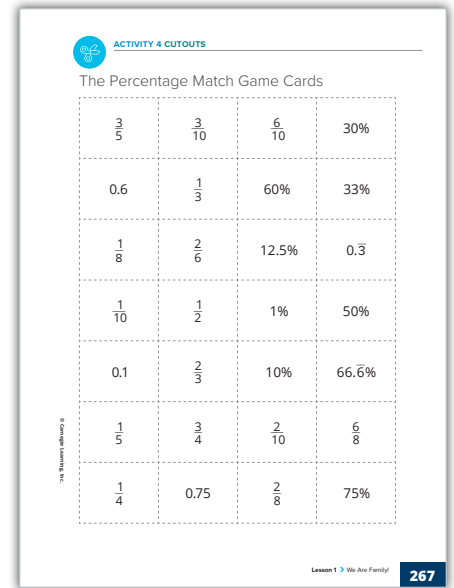 ACTIVITY 4 CUTOUTS
The Percentage Match Game Cards
3/5 3/10 6/10 30%
0.6 1/3 60% 33%
1/8 2/6 12.5% 0.3̅
1/10 1/2 1% 50%
0.1 2/3 10% 66.6̅%
1/5 3/4 2/10 6/8
1/4 0.75 2/8 75%
© Carnegie Learning, Inc.
Lesson 1 > We Are Family! 267